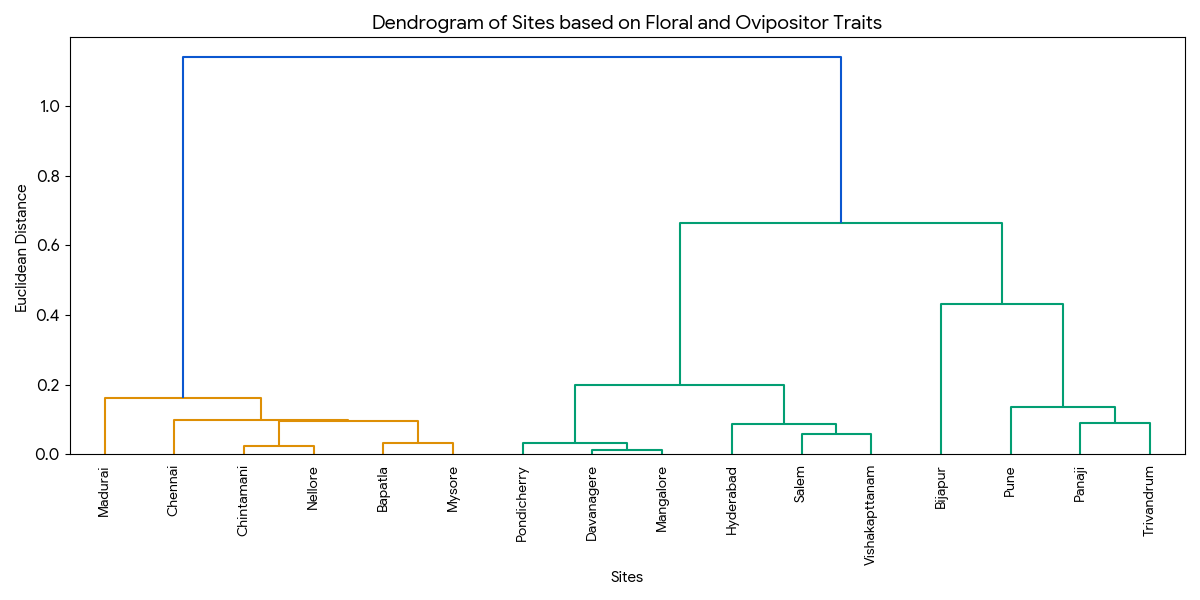 Dendrogram of Sites based on Floral and Ovipositor Traits
Euclidean Distance
1.0
0.8
0.6
0.4
0.2
0.0
Madurai
Chennai
Chintamani
Nellore
Bapatla
Mysore
Pondicherry
Davanagere
Mangalore
Hyderabad
Salem
Vishakapttanam
Bijapur
Pune
Panaji
Trivandrum
Sites